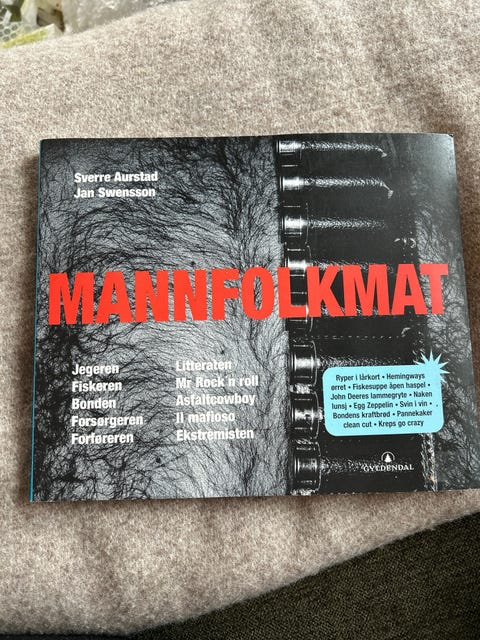 Sverre Aurstad
Jan Swensson
MANNFOLKMAT
Jegeren
Fiskeren
Bonden
Forsørgeren
Forføreren
Litteraten
Mr Rock'n roll
Asfaltcowboy
Il mafioso
Ekstremisten
Ryper i lårkort • Hemingways
ørret • Fiskesuppe åpen haspel •
John Deeres lammegryte • Naken
lunsj • Egg Zeppelin • Svin i vin •
Bondens kraftbrød • Pannekaker
clean cut • Kreps go crazy
GYLDENDAL